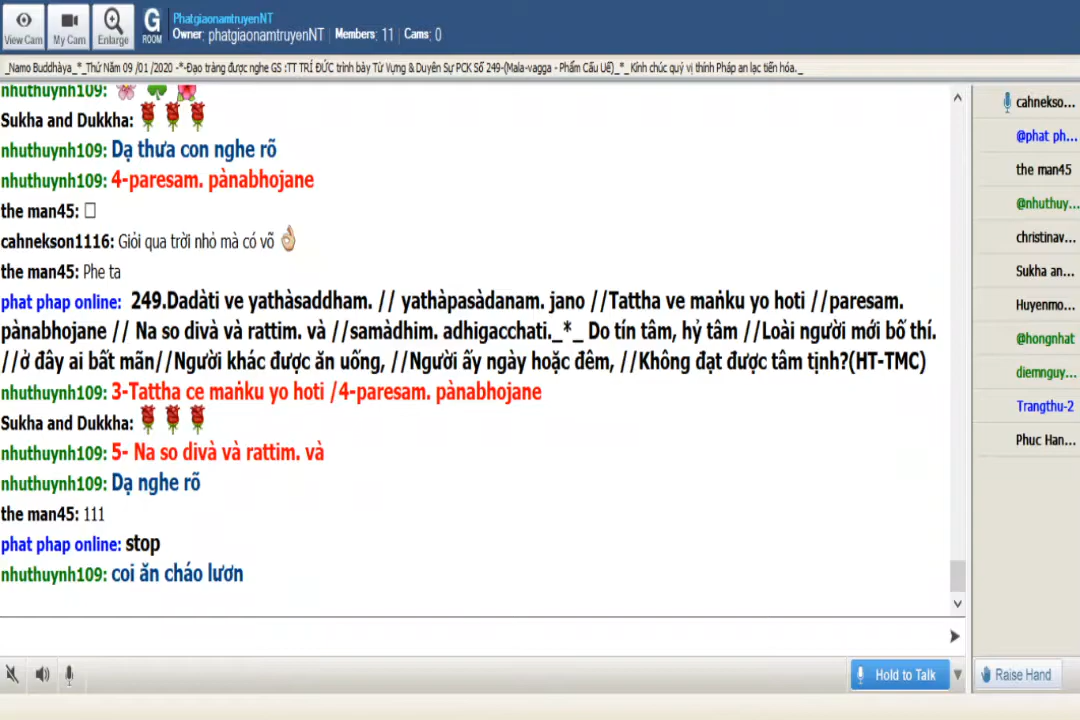 View Cam
My Cam
Enlarge
G
ROOM
PhatgiaonamtruyenNT
Owner: phatgiaonamtruyenNT | Members: 11 | Cams: 0
_Namo Buddhàya_*_Thứ Năm 09 /01 /2020 -*-Đạo tràng được nghe GS :TT TRÍ ĐỨC trình bày Từ Vựng & Duyên Sự PCK Số 249-(Mala-vagga - Phẩm Cấu Uế)_*_ Kính chúc quý vị thính Pháp an lạc tiến hóa._
nhuthuynh109:
Sukha and Dukkha:
nhuthuynh109: Dạ thưa con nghe rõ
nhuthuynh109: 4-paresam. pànabhojane
the man45:
cahnekson1116: Giỏi qua trời nhỏ mà có võ
the man45: Phe ta
phat phap online: 249.Dadàti ve yathàsaddham. // yathàpasàdanam. jano //Tattha ve maṅku yo hoti //paresam.
pànabhojane // Na so divà và rattim. và //samàdhim. adhigacchati._*_ Do tín tâm, hỷ tâm //Loài người mới bố thí.
//ở đây ai bất mãn//Người khác được ăn uống, //Người ấy ngày hoặc đêm, //Không đạt được tâm tịnh?(HT-TMC)
nhuthuynh109: 3-Tattha ce maṅku yo hoti /4-paresam. pànabhojane
Sukha and Dukkha:
nhuthuynh109: 5- Na so divà và rattim. và
nhuthuynh109: Dạ nghe rõ
the man45: 111
phat phap online: stop
nhuthuynh109: coi ăn cháo lươn
cahnekso...
@phat ph...
the man45
@nhuthuy...
christinav...
Sukha an...
Huyenmo...
@hongnhat
diemnguy...
Trangthu-2
Phuc Han...
Hold to Talk
Raise Hand